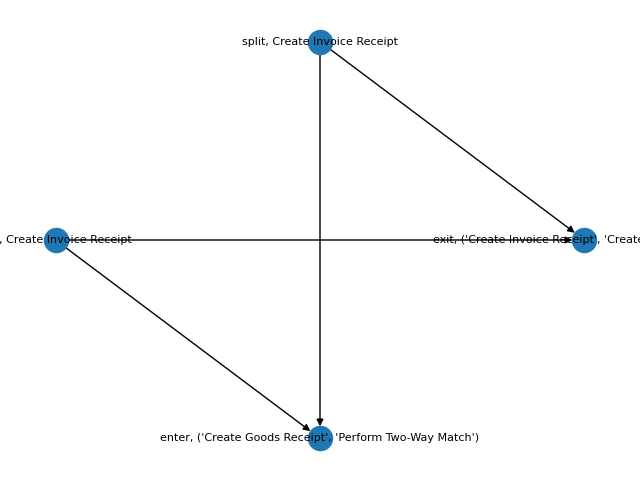 split, Create Invoice Receipt
, Create Invoice Receipt
exit, ('Create Invoice Receipt', 'Create
enter, ('Create Goods Receipt', 'Perform Two-Way Match')